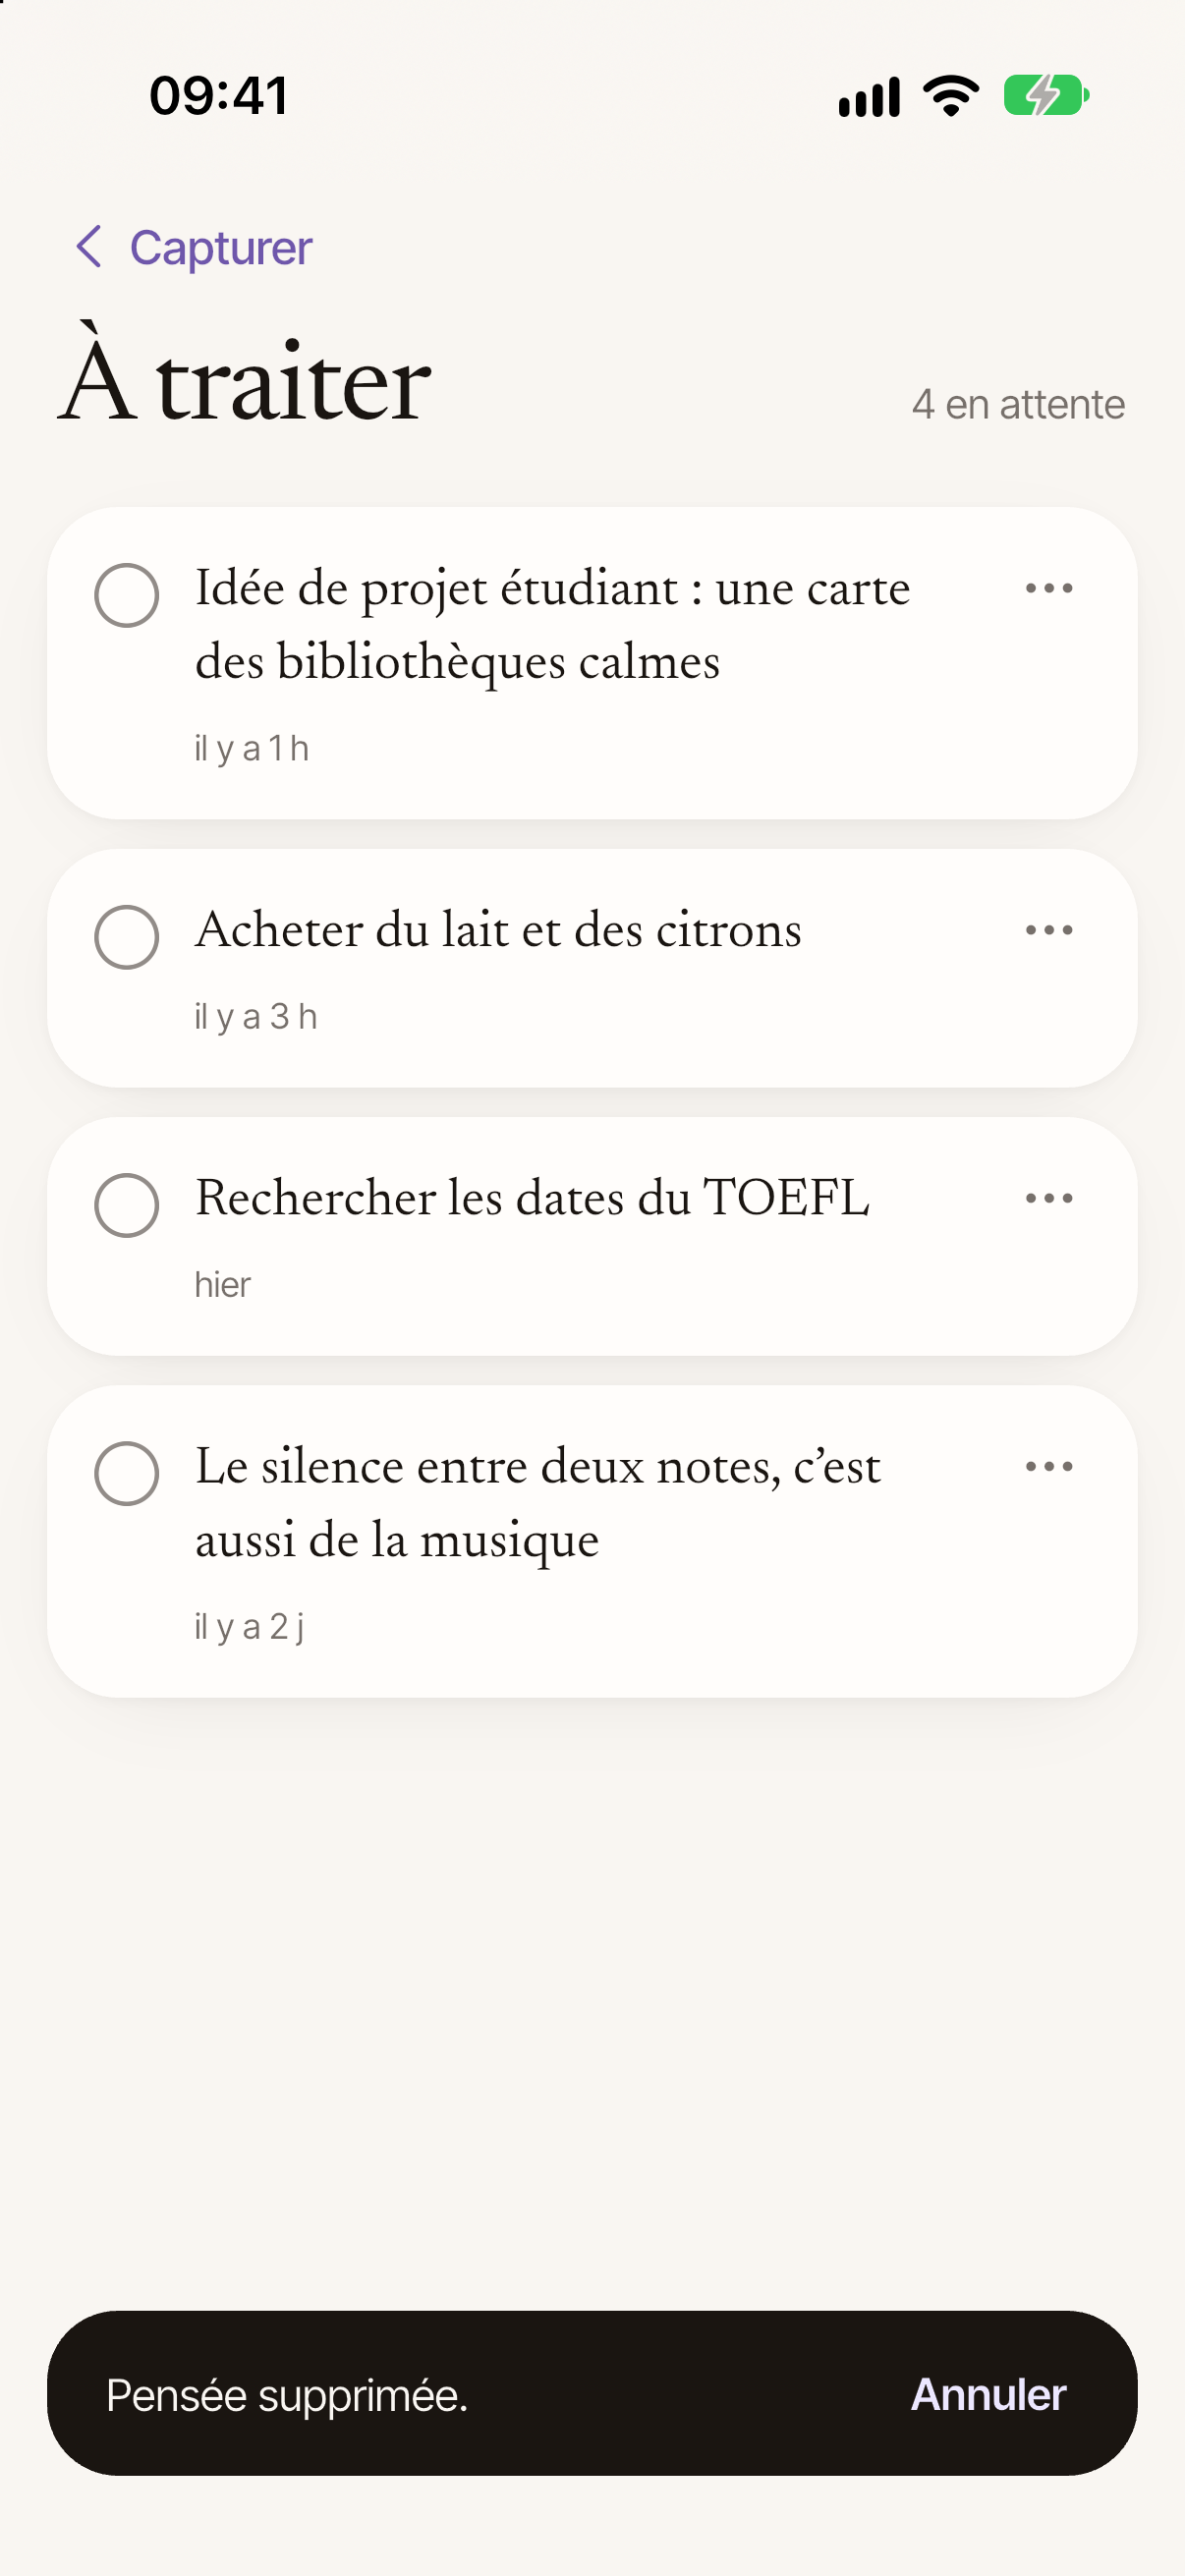 09:41
Capturer
À traiter
4 en attente
Idée de projet étudiant : une carte
des bibliothèques calmes
il y a 1 h
Acheter du lait et des citrons
il y a 3 h
Rechercher les dates du TOEFL
hier
Le silence entre deux notes, c’est
aussi de la musique
il y a 2 j
Pensée supprimée.
Annuler